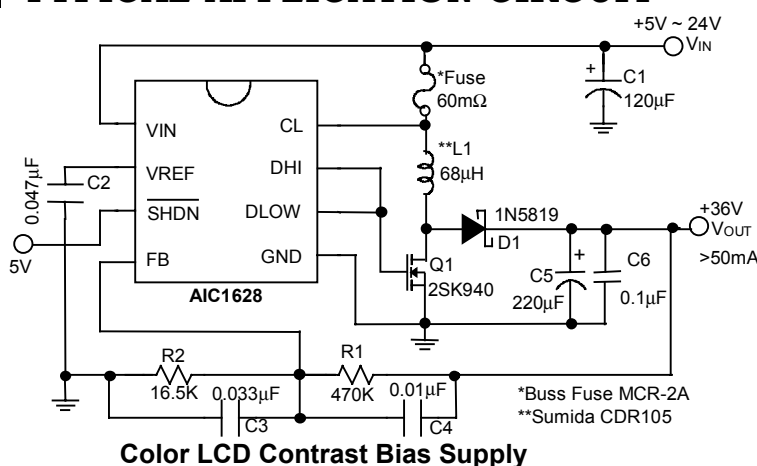 TYPICAL APPLICATION CIRCUIT
+5V ~ 24V
VIN
*Fuse
60mΩ
+
C1
120μF
VIN
CL
**L1
68μH
VREF
DHI
0.047μF
C2
SHDN
DLOW
1N5819
D1
+36V
VOUT
>50mA
5V
FB
GND
Q1
2SK940
+
C5
220μF
C6
0.1μF
AIC1628
R2
16.5K
R1
470K
0.033μF
C3
0.01μF
C4
*Buss Fuse MCR-2A
**Sumida CDR105
Color LCD Contrast Bias Supply